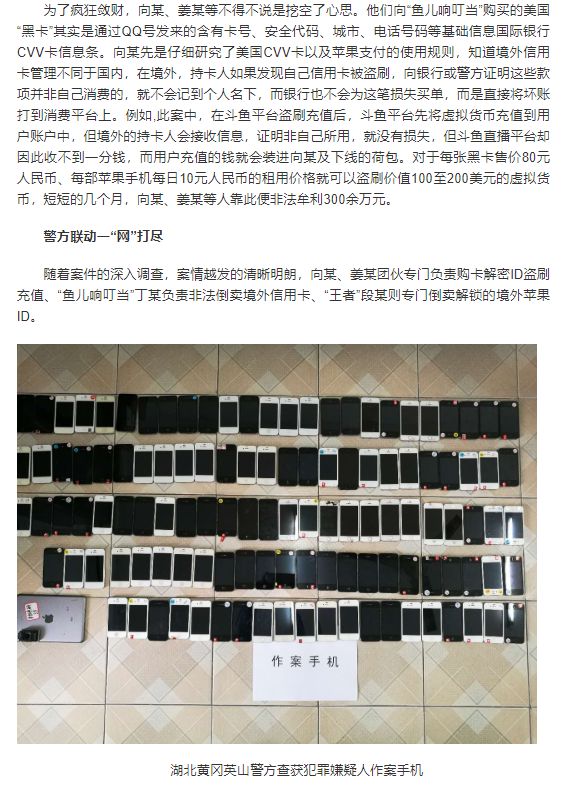 为了疯狂敛财，向某、姜某等不得不说是挖空了心思。他们向“鱼儿响叮当”购买的美国
“黑卡”其实是通过QQ号发来的含有卡号、安全代码、城市、电话号码等基础信息国际银行
CVV卡信息条。向某先是仔细研究了美国CVV卡以及苹果支付的使用规则，知道境外信用
卡管理不同于国内，在境外，持卡人如果发现自己信用卡被盗刷，向银行或警方证明这些款
项并非自己消费的，就不会记到个人名下，而银行也不会为这笔损失买单，而是直接将坏账
打到消费平台上。例如,此案中，在斗鱼平台盗刷充值后，斗鱼平台先将虚拟货币充值到用
户账户中，但境外的持卡人会接收信息，证明非自己所用，就没有损失，但斗鱼直播平台却
因此收不到一分钱，而用户充值的钱就会装进向某及下线的荷包。对于每张黑卡售价80元
人民币、每部苹果手机每日10元人民币的租用价格就可以盗刷价值100至200美元的虚拟货
币，短短的几个月，向某、姜某等人靠此便非法牟利300余万元。
警方联动一“网”打尽
随着案件的深入调查，案情越发的清晰明朗，向某、姜某团伙专门负责购卡解密ID盗刷
充值、“鱼儿响叮当”丁某负责非法倒卖境外信用卡、“王者”段某则专门倒卖解锁的境外苹果
ID。
作案手机
湖北黄冈英山警方查获犯罪嫌疑人作案手机